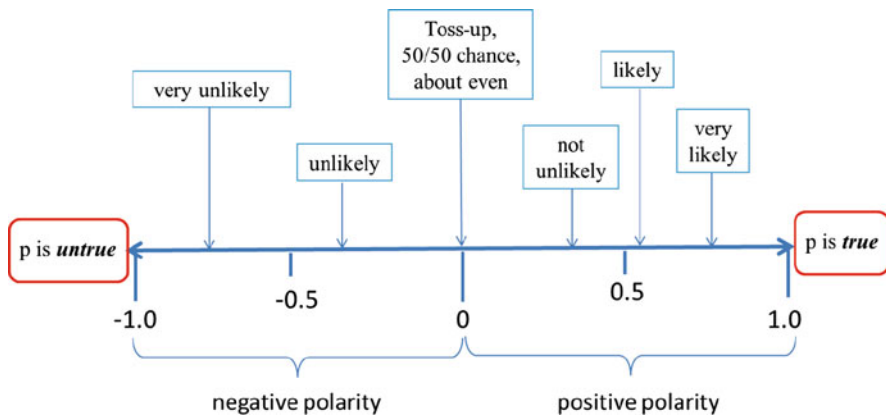 Toss-up,
50/50 chance,
about even
very unlikely
likely
unlikely
not
unlikely
very
likely
p is untrue
p is true
-1.0
-0.5
0
0.5
1.0
negative polarity
positive polarity